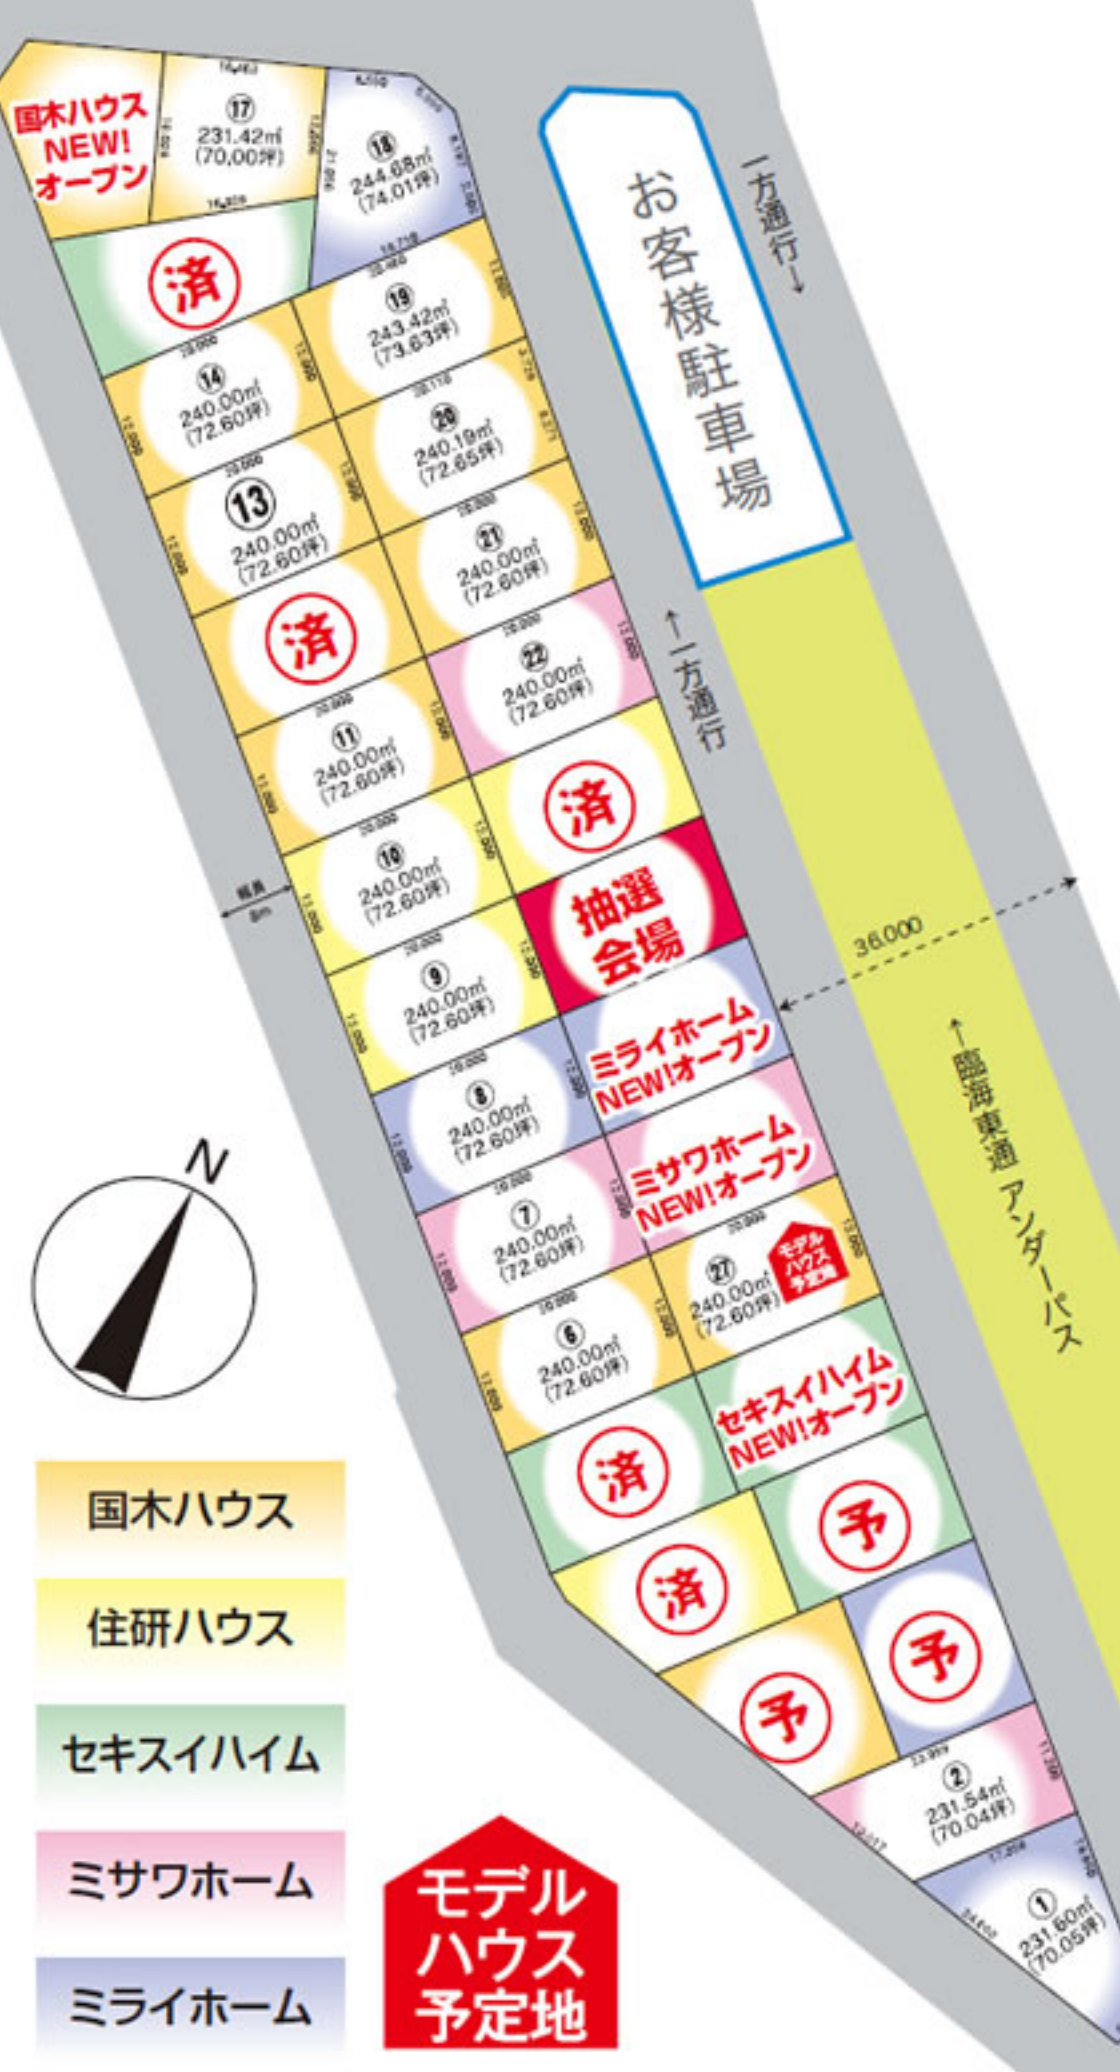 国木ハウス
NEW!
オープン
⑰
231.42㎡
(70.00坪)
⑱
244.68㎡
(74.01坪)
済
⑲
243.42㎡
(73.63坪)
⑭
240.00㎡
(72.60坪)
⑳
240.19㎡
(72.65坪)
⑬
240.00㎡
(72.60坪)
㉑
240.00㎡
(72.60坪)
済
㉒
240.00㎡
(72.60坪)
⑪
240.00㎡
(72.60坪)
済
⑩
240.00㎡
(72.60坪)
抽選
会場
⑨
240.00㎡
(72.60坪)
ミライホーム
NEW!オープン
⑧
240.00㎡
(72.60坪)
ミサワホーム
NEW!オープン
⑦
240.00㎡
(72.60坪)
㉗
240.00㎡
(72.60坪)
モデル
ハウス
予定地
⑥
240.00㎡
(72.60坪)
セキスイハイム
NEW!オープン
済
予
済
予
予
②
231.54㎡
(70.04坪)
①
231.60㎡
(70.05坪)
お客様駐車場
一方通行→
←一方通行
幅員
8m
36.000
←臨海東通 アンダーパス
N
国木ハウス
住研ハウス
セキスイハイム
ミサワホーム
ミライホーム
モデル
ハウス
予定地